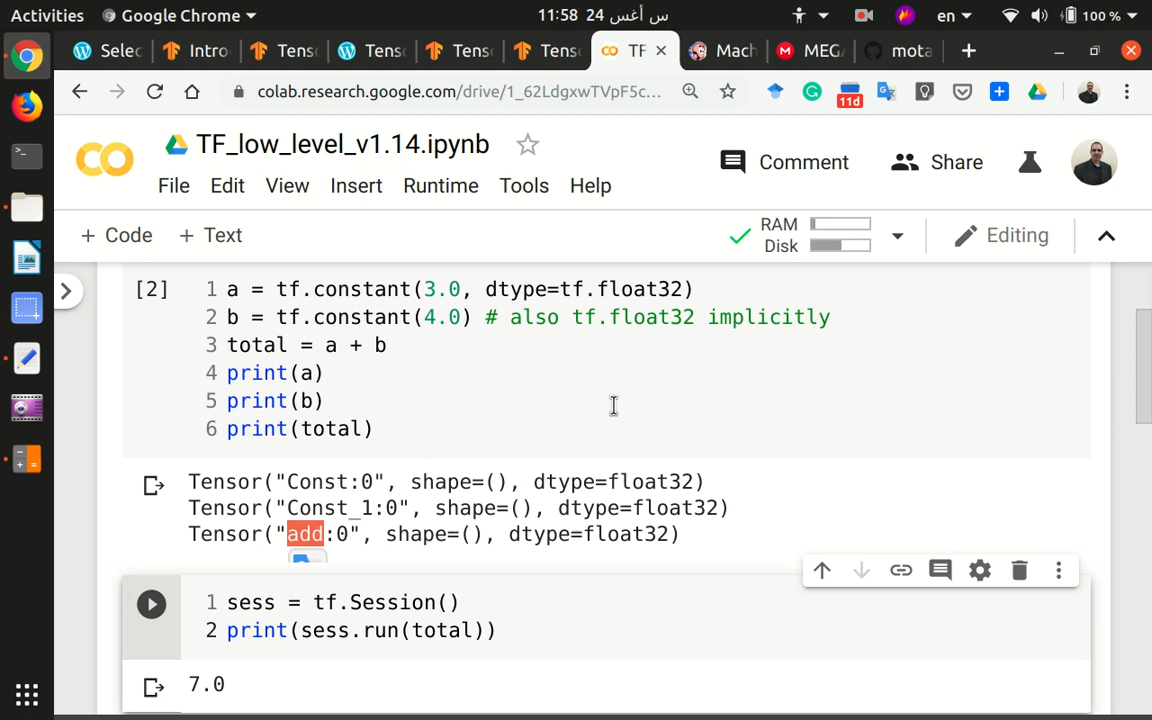 Activities Google Chrome 11:58 24 س أغس en 100 %
Selec Intro Tens Tens Tens Tens TF Mach MEGA mota
colab.research.google.com/drive/1_62LdgxwTVpF5c... 11d
TF_low_level_v1.14.ipynb
Comment Share
File Edit View Insert Runtime Tools Help
+ Code + Text RAM Disk Editing
[2] 1 a = tf.constant(3.0, dtype=tf.float32)
2 b = tf.constant(4.0) # also tf.float32 implicitly
3 total = a + b
4 print(a)
5 print(b)
6 print(total)
Tensor("Const:0", shape=(), dtype=float32)
Tensor("Const_1:0", shape=(), dtype=float32)
Tensor("add:0", shape=(), dtype=float32)
1 sess = tf.Session()
2 print(sess.run(total))
7.0